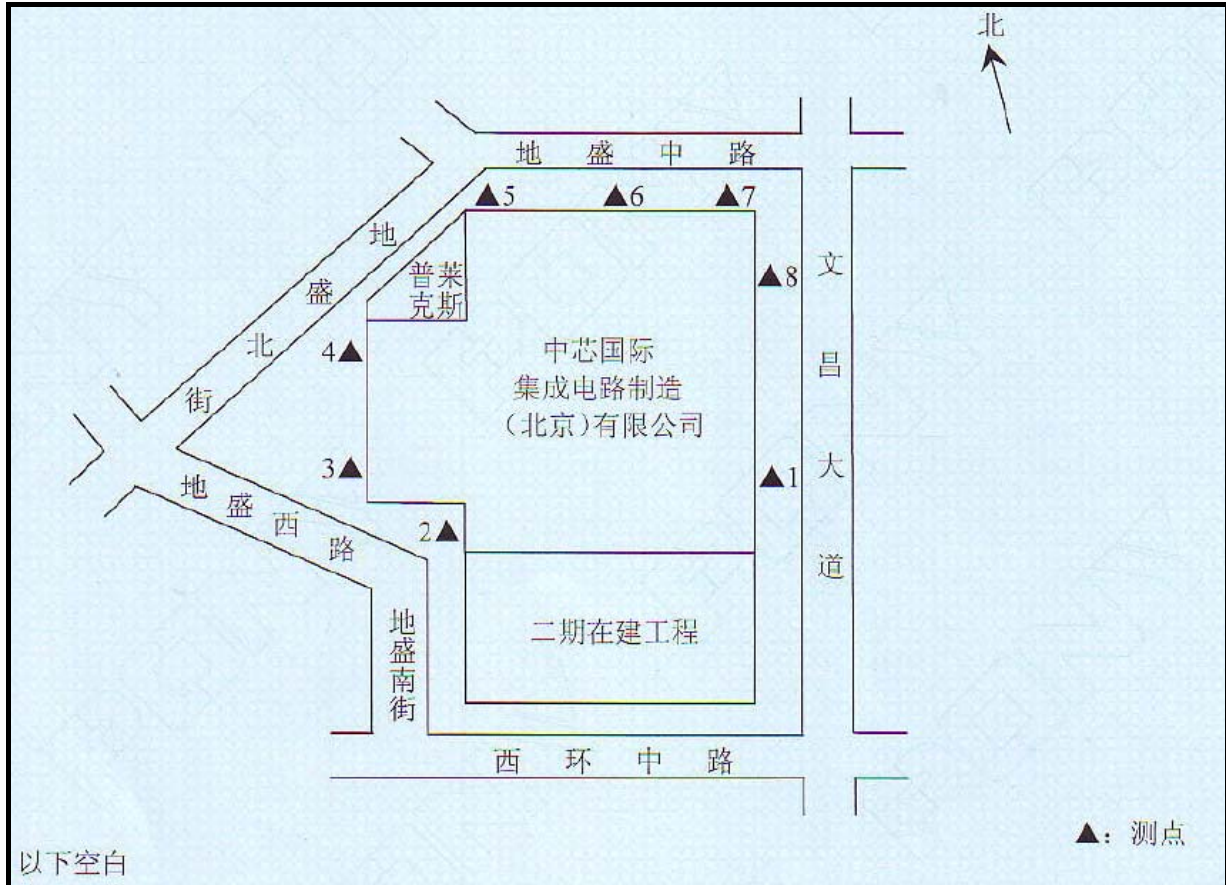 北
地盛中路
▲5
▲6
▲7
地盛北街
普莱
克斯
▲8
文昌大道
4▲
中芯国际
集成电路制造
（北京）有限公司
3▲
▲1
地盛西路
2▲
地盛南街
二期在建工程
西环中路
▲：测点
以下空白